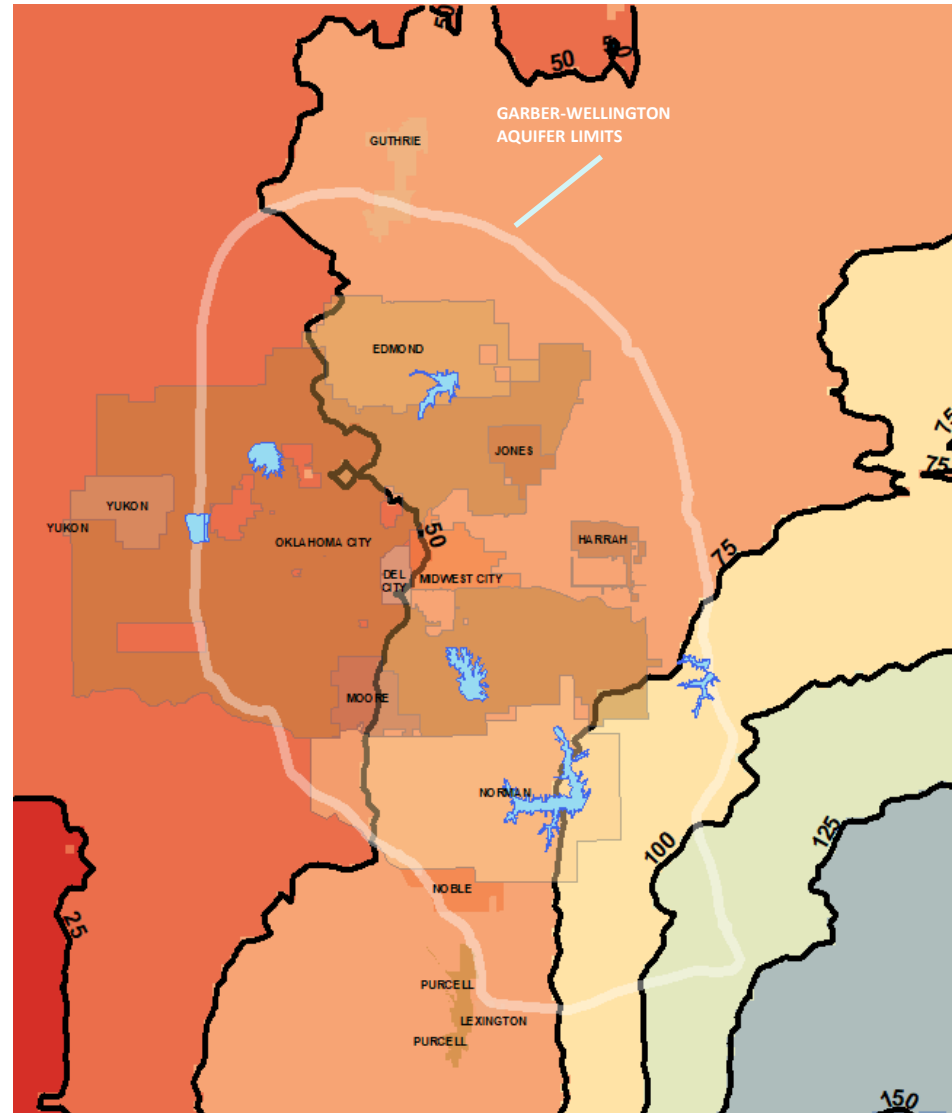 50
50
50
GARBER-WELLINGTON
AQUIFER LIMITS
GUTHRIE
EDMOND
75
75
JONES
YUKON
YUKON
OKLAHOMA CITY
50
HARRAH
75
DEL
CITY
MIDWEST CITY
MOORE
NORMAN
100
125
NOBLE
25
PURCELL
LEXINGTON
PURCELL
150